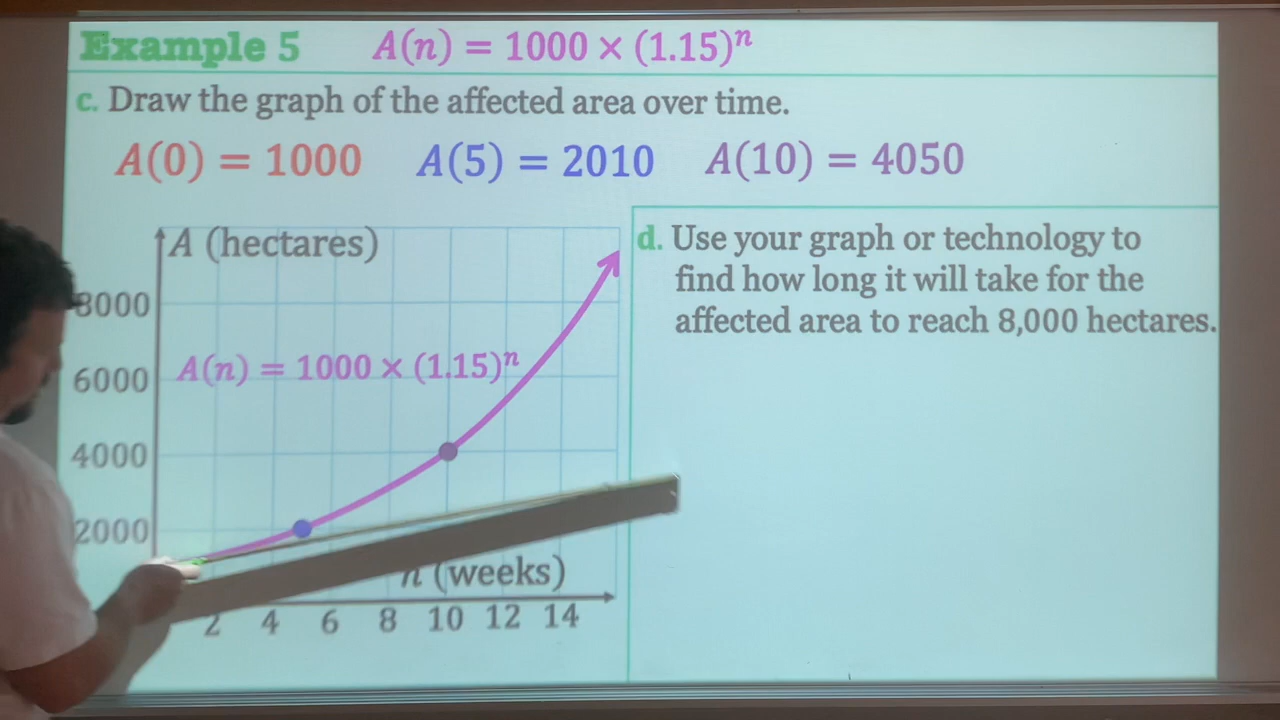 Example 5
A(n) = 1000 × (1.15)ⁿ
c. Draw the graph of the affected area over time.
A(0) = 1000
A(5) = 2010
A(10) = 4050
A (hectares)
8000
6000
4000
2000
A(n) = 1000 × (1.15)ⁿ
n (weeks)
2 4 6 8 10 12 14
d. Use your graph or technology to
find how long it will take for the
affected area to reach 8,000 hectares.